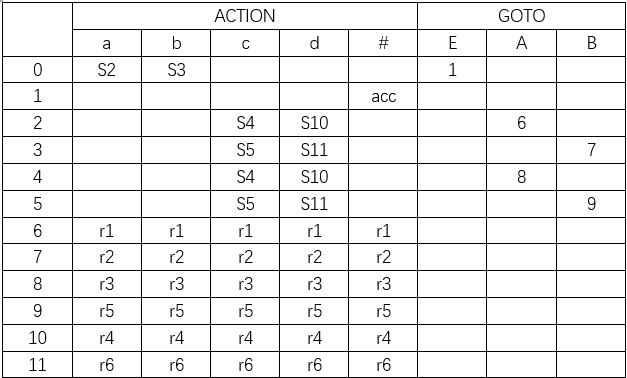 ACTION GOTO
a b c d # E A B
0 S2 S3 1
1 acc
2 S4 S10 6
3 S5 S11 7
4 S4 S10 8
5 S5 S11 9
6 r1 r1 r1 r1 r1
7 r2 r2 r2 r2 r2
8 r3 r3 r3 r3 r3
9 r5 r5 r5 r5 r5
10 r4 r4 r4 r4 r4
11 r6 r6 r6 r6 r6